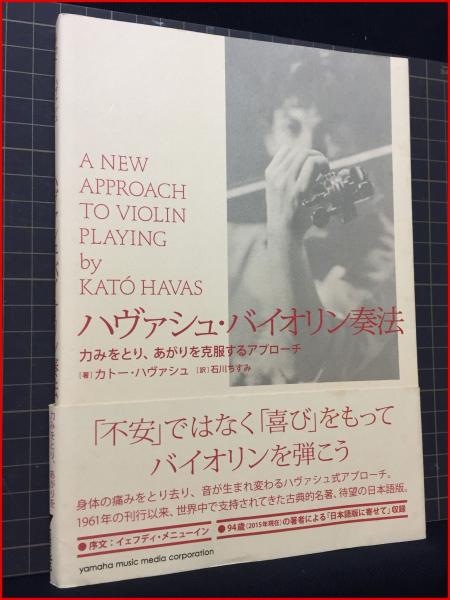 A NEW
APPROACH
TO VIOLIN
PLAYING
by
KATÓ HAVAS
ハヴァシュ・バイオリン奏法
力みをとり、あがりを克服するアプローチ
[著]カトー・ハヴァシュ [訳]石川ちすみ
「不安」ではなく「喜び」をもって
バイオリンを弾こう
身体の痛みをとり去り、音が生まれ変わるハヴァシュ式アプローチ。
1961年の刊行以来、世界中で支持されてきた古典的名著、待望の日本語版。
●序文:イェフディ・メニューイン
●94歳(2015年現在)の著者による「日本語版に寄せて」収録
yamaha music media corporation
力みをとり、あがりを